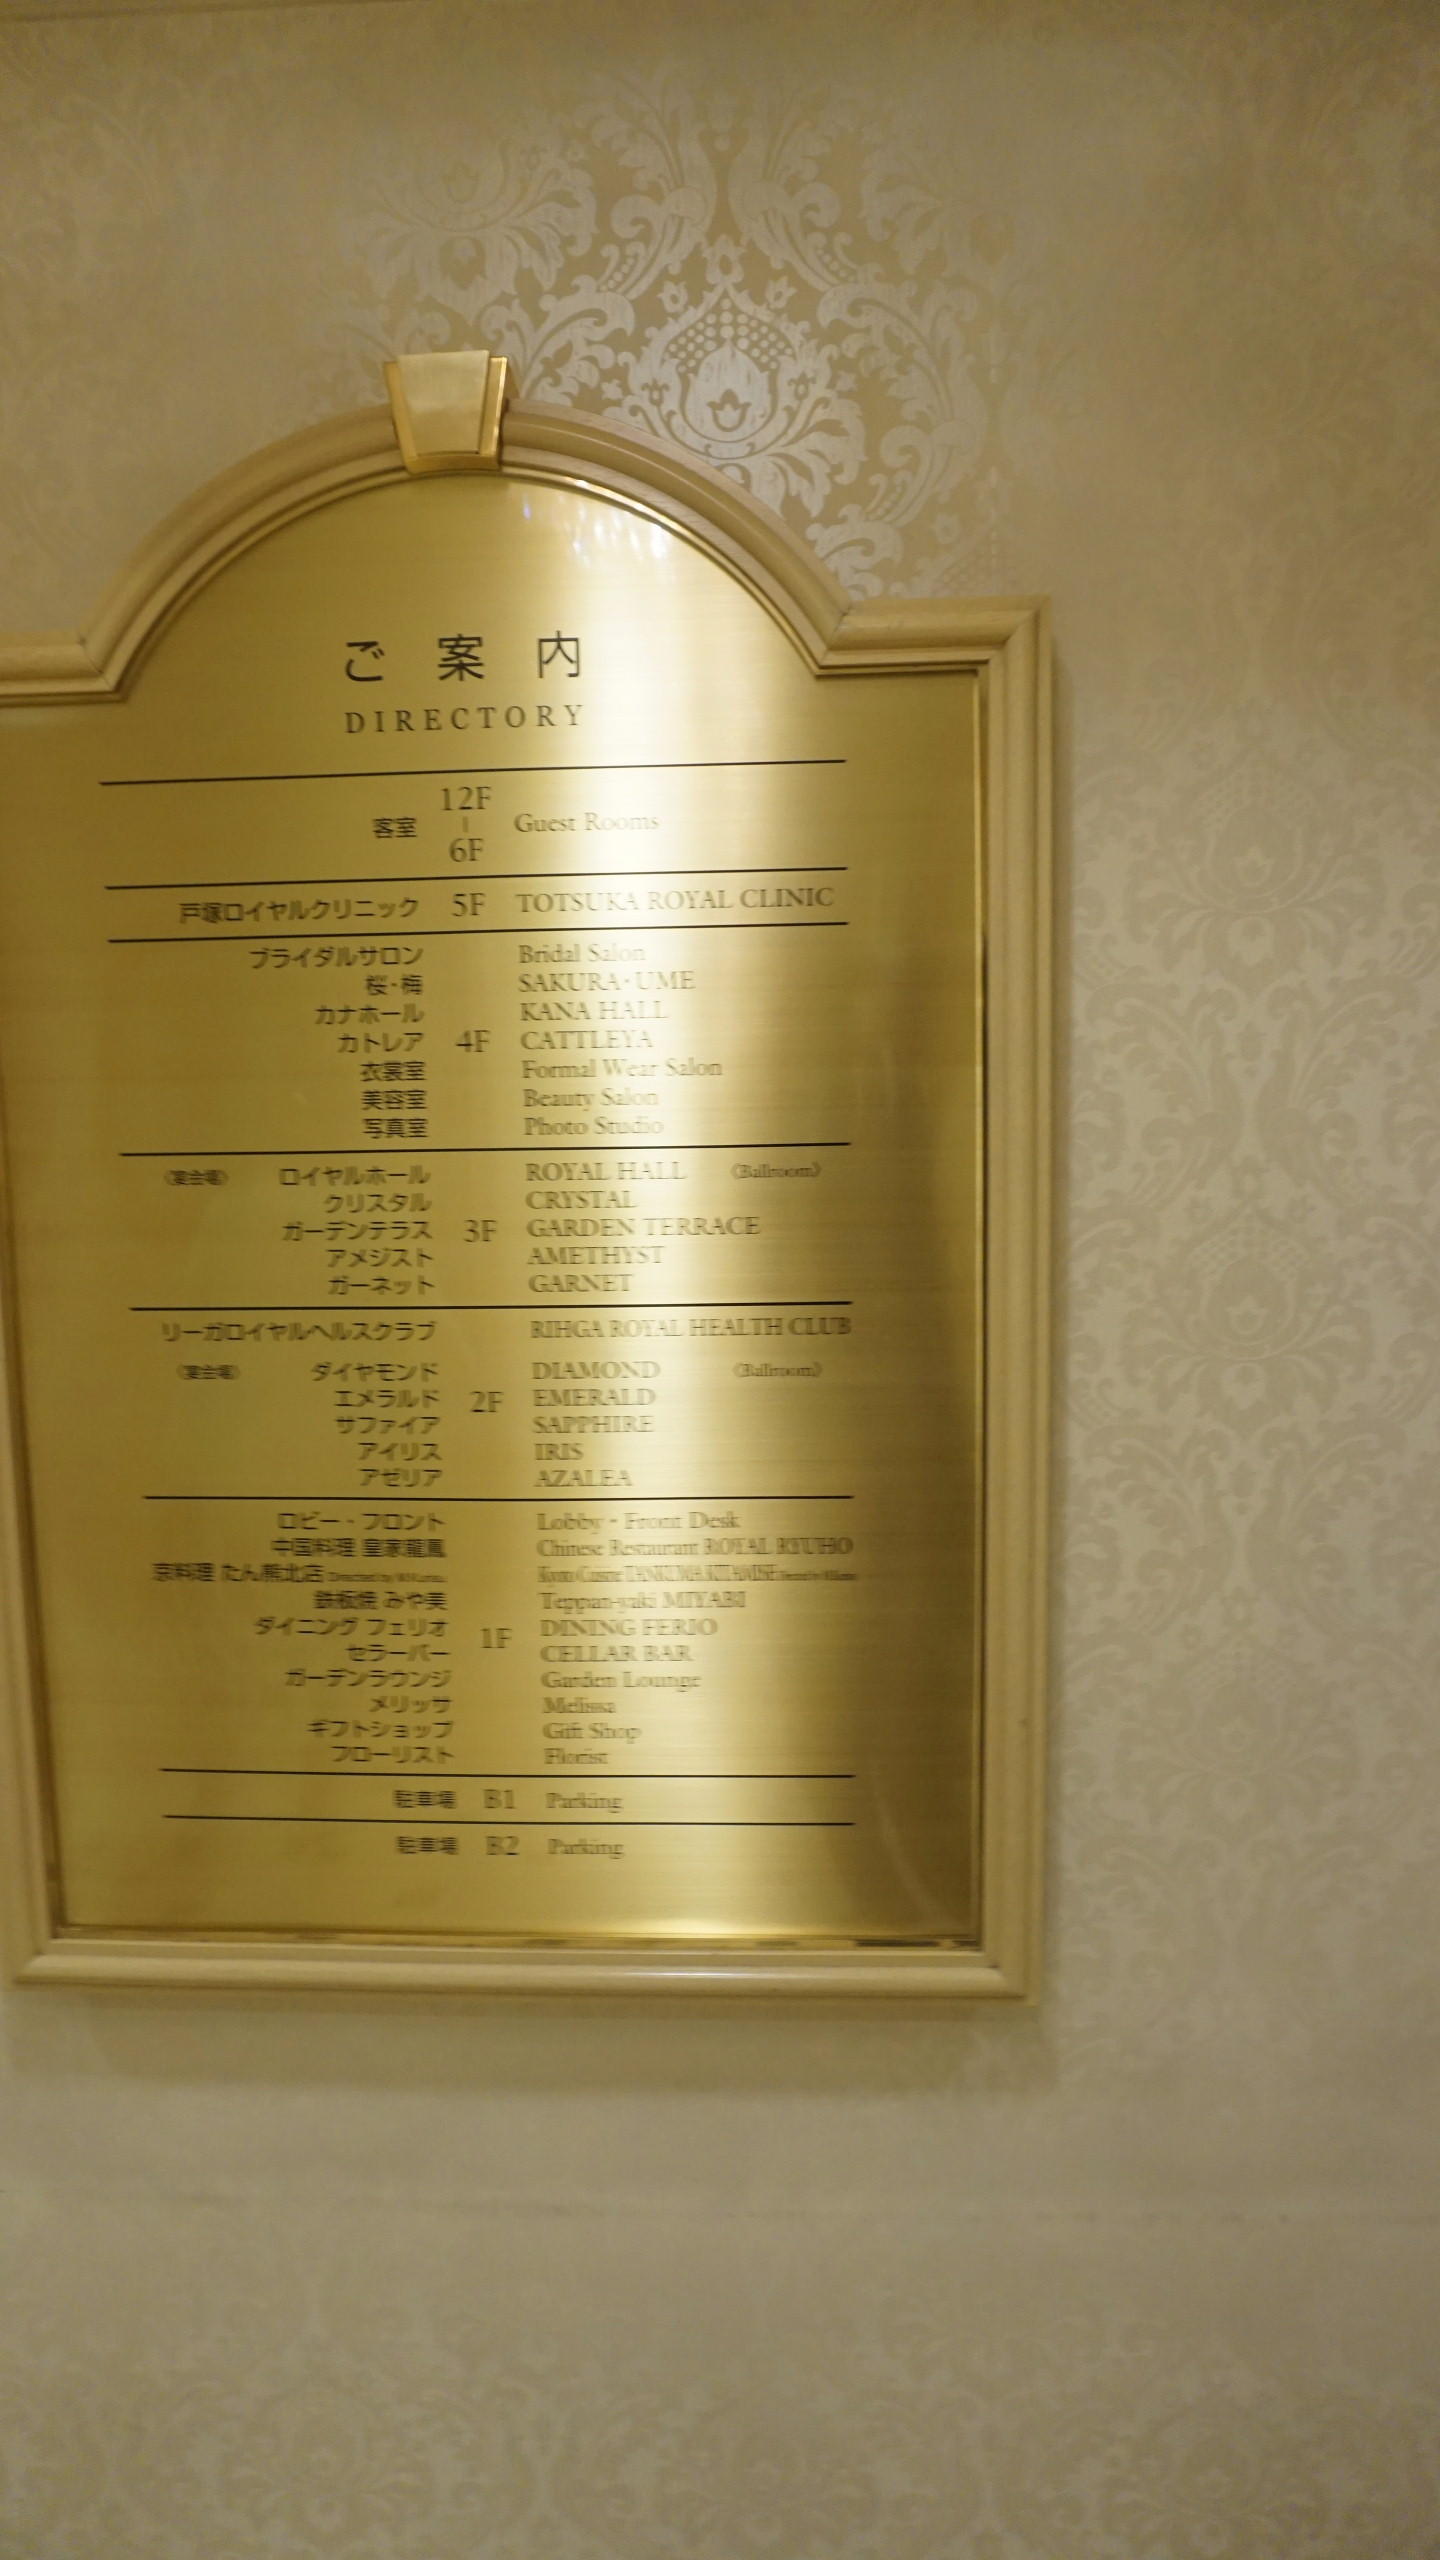 ご案内
DIRECTORY
客室 12F | 6F Guest Rooms
戸塚ロイヤルクリニック 5F TOTSUKA ROYAL CLINIC
ブライダルサロン Bridal Salon
桜・梅 SAKURA・UME
カナホール KANA HALL
カトレア 4F CATTLEYA
衣裳室 Formal Wear Salon
美容室 Beauty Salon
写真室 Photo Studio
《宴会場》 ロイヤルホール ROYAL HALL 《Ballroom》
クリスタル CRYSTAL
ガーデンテラス 3F GARDEN TERRACE
アメジスト AMETHYST
ガーネット GARNET
リーガロイヤルヘルスクラブ RIHGA ROYAL HEALTH CLUB
《宴会場》 ダイヤモンド DIAMOND 《Ballroom》
エメラルド 2F EMERALD
サファイア SAPPHIRE
アイリス IRIS
アゼリア AZALEA
ロビー・フロント Lobby・Front Desk
中国料理 皇家龍鳳 Chinese Restaurant ROYAL RYUHO
京料理 たん熊北店 Kyoto Cuisine TANKUMA KITAMISE
鉄板焼 みや美 Teppan-yaki MIYABI
ダイニング フェリオ 1F DINING FERIO
セラーバー CELLAR BAR
ガーデンラウンジ Garden Lounge
メリッサ Melissa
ギフトショップ Gift Shop
フローリスト Florist
駐車場 B1 Parking
駐車場 B2 Parking